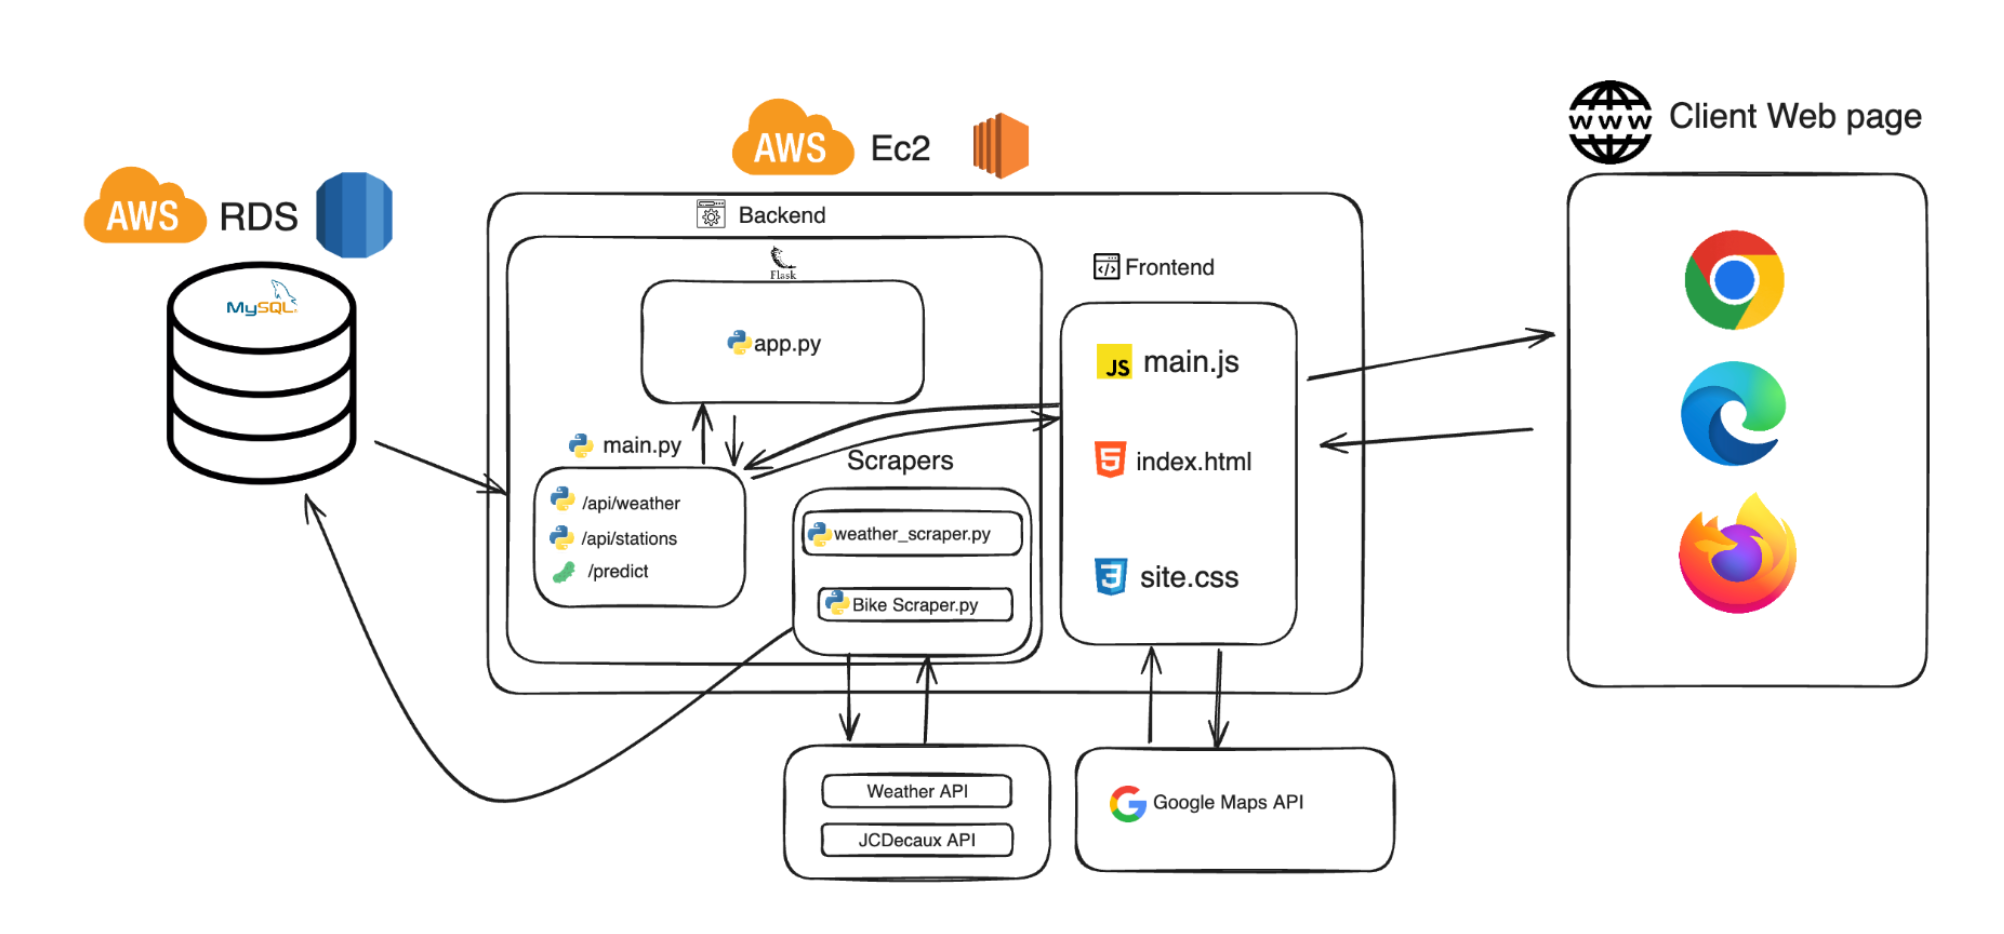 AWS RDS
MySQL
AWS Ec2
Backend
Flask
app.py
main.py
/api/weather
/api/stations
/predict
Scrapers
weather_scraper.py
Bike Scraper.py
Frontend
JS main.js
5 index.html
3 site.css
Weather API
JCDecaux API
G Google Maps API
www Client Web page